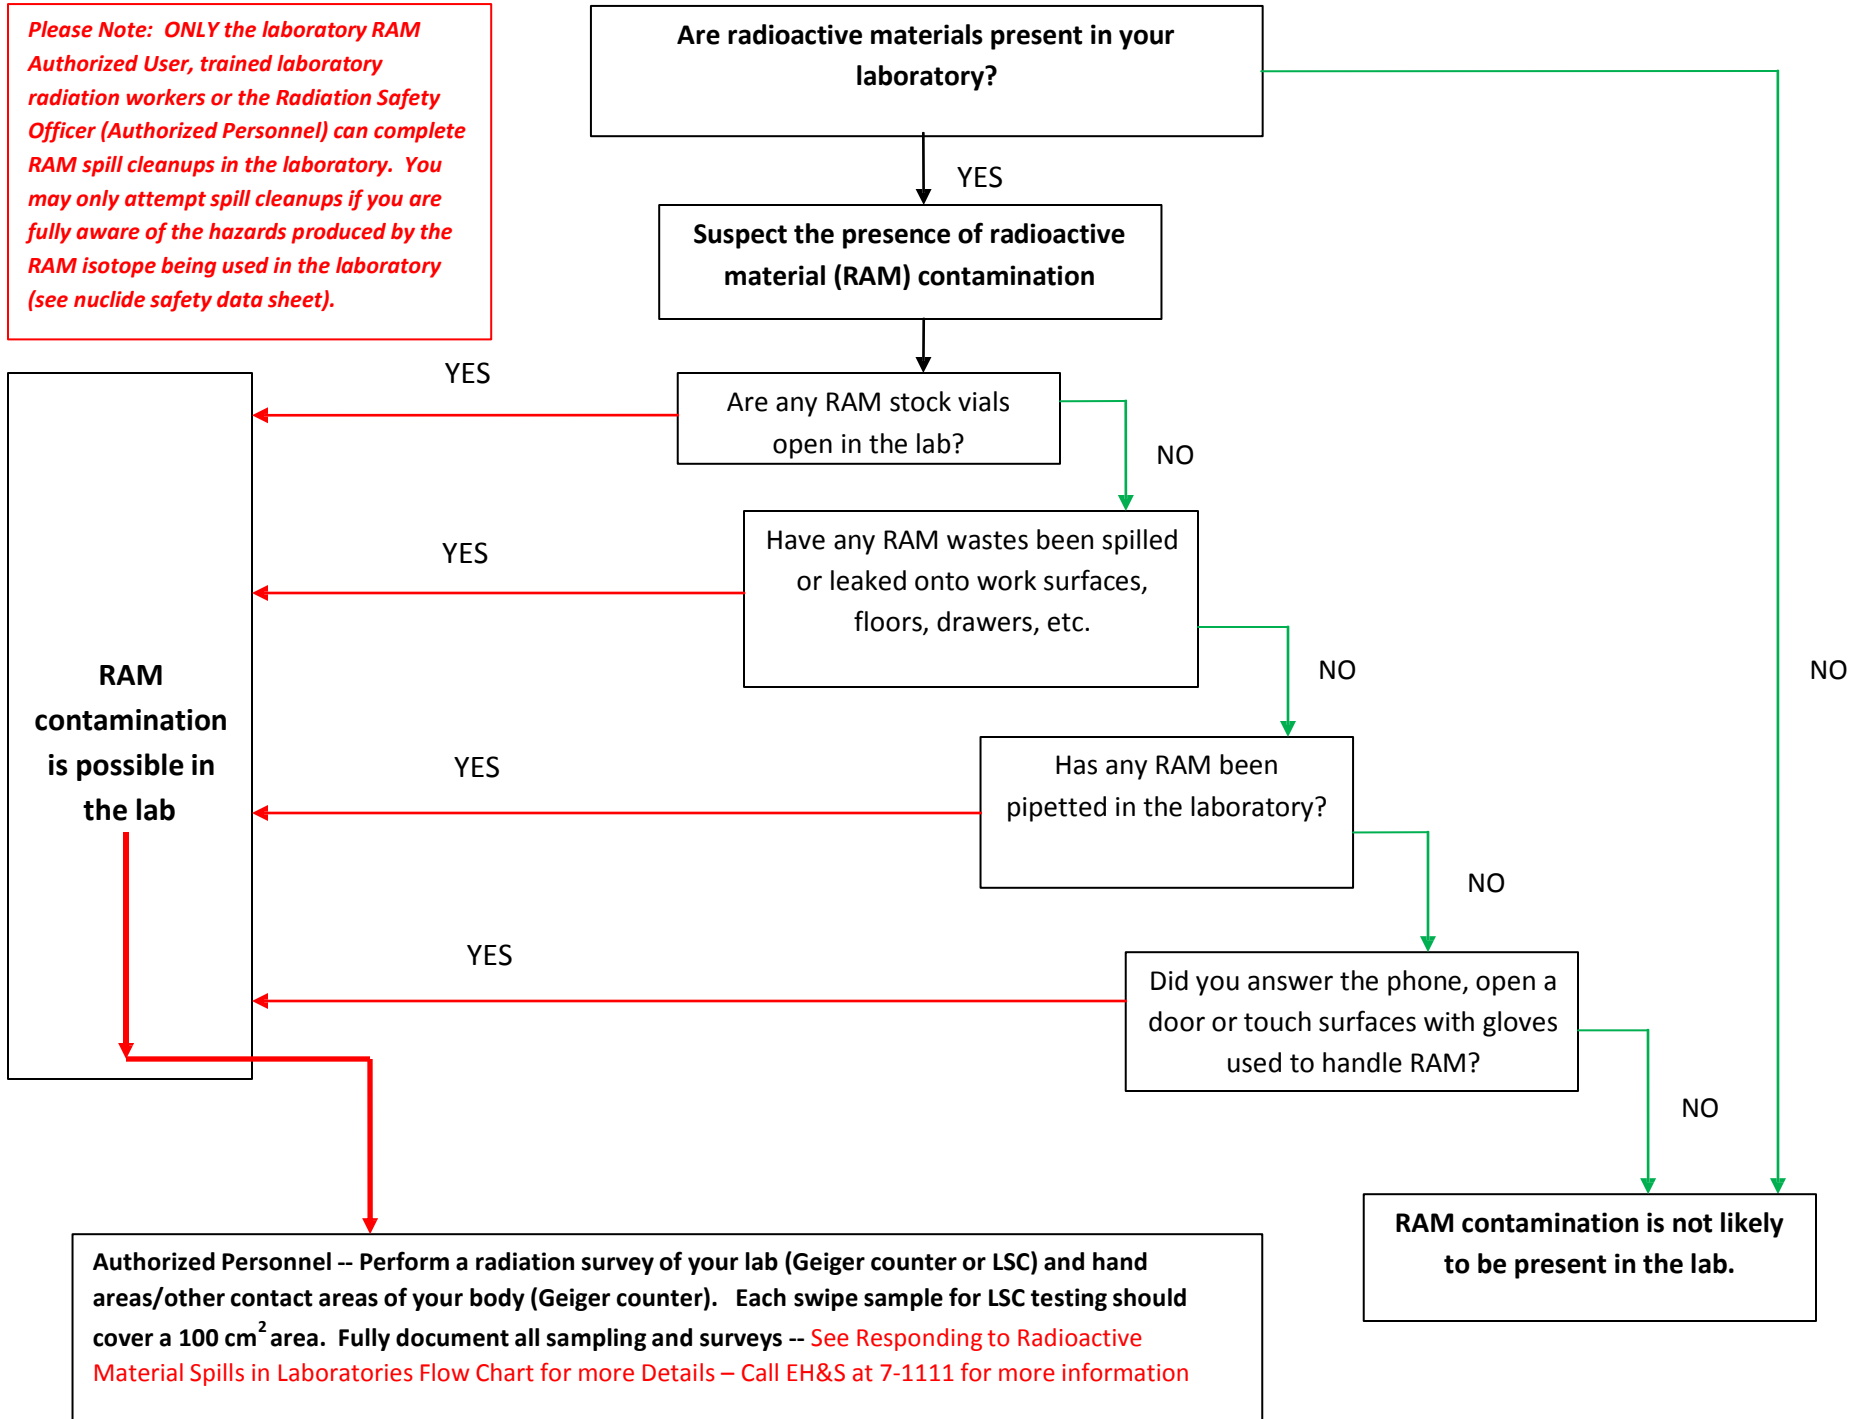 Please Note:  ONLY the laboratory RAM
Authorized User, trained laboratory
radiation workers or the Radiation Safety
Officer (Authorized Personnel) can complete
RAM spill cleanups in the laboratory.  You
may only attempt spill cleanups if you are
fully aware of the hazards produced by the
RAM isotope being used in the laboratory
(see nuclide safety data sheet).
Are radioactive materials present in your
laboratory?
YES
Suspect the presence of radioactive
material (RAM) contamination
YES
Are any RAM stock vials
open in the lab?
NO
YES
Have any RAM wastes been spilled
or leaked onto work surfaces,
floors, drawers, etc.
NO
NO
RAM
contamination
is possible in
the lab
YES
Has any RAM been
pipetted in the laboratory?
NO
YES
Did you answer the phone, open a
door or touch surfaces with gloves
used to handle RAM?
NO
RAM contamination is not likely
to be present in the lab.
Authorized Personnel -- Perform a radiation survey of your lab (Geiger counter or LSC) and hand
areas/other contact areas of your body (Geiger counter).   Each swipe sample for LSC testing should
cover a 100 cm² area.  Fully document all sampling and surveys -- See Responding to Radioactive
Material Spills in Laboratories Flow Chart for more Details – Call EH&S at 7-1111 for more information